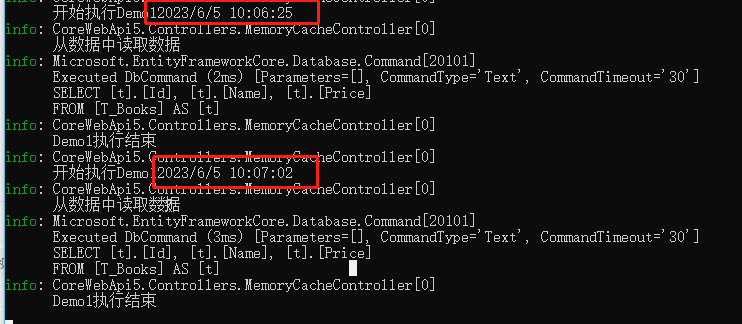 开始执行Demo12023/6/5 10:06:25
info: CoreWebApi5.Controllers.MemoryCacheController[0]
从数据中读取数据
info: Microsoft.EntityFrameworkCore.Database.Command[20101]
Executed DbCommand (2ms) [Parameters=[], CommandType='Text', CommandTimeout='30']
SELECT [t].[Id], [t].[Name], [t].[Price]
FROM [T_Books] AS [t]
info: CoreWebApi5.Controllers.MemoryCacheController[0]
Demo1执行结束
info: CoreWebApi5.Controllers.MemoryCacheController[0]
开始执行Demo12023/6/5 10:07:02
info: CoreWebApi5.Controllers.MemoryCacheController[0]
从数据中读取数据
info: Microsoft.EntityFrameworkCore.Database.Command[20101]
Executed DbCommand (3ms) [Parameters=[], CommandType='Text', CommandTimeout='30']
SELECT [t].[Id], [t].[Name], [t].[Price]
FROM [T_Books] AS [t]
info: CoreWebApi5.Controllers.MemoryCacheController[0]
Demo1执行结束